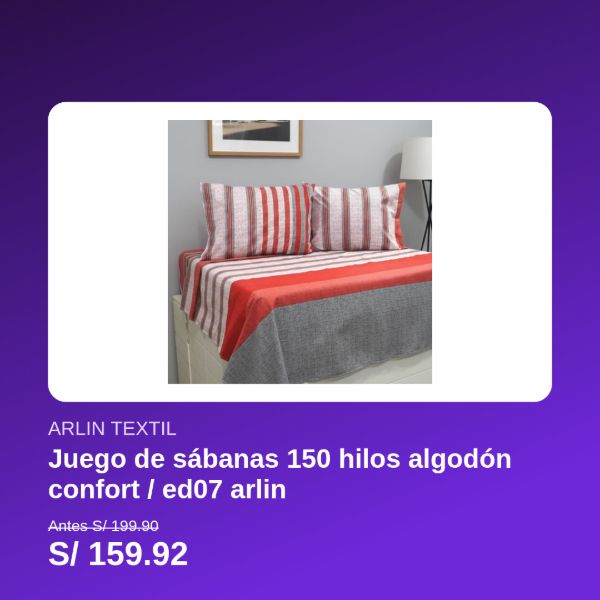 ARLIN TEXTIL
Juego de sábanas 150 hilos algodón
confort / ed07 arlin
Antes S/ 199.90
S/ 159.92